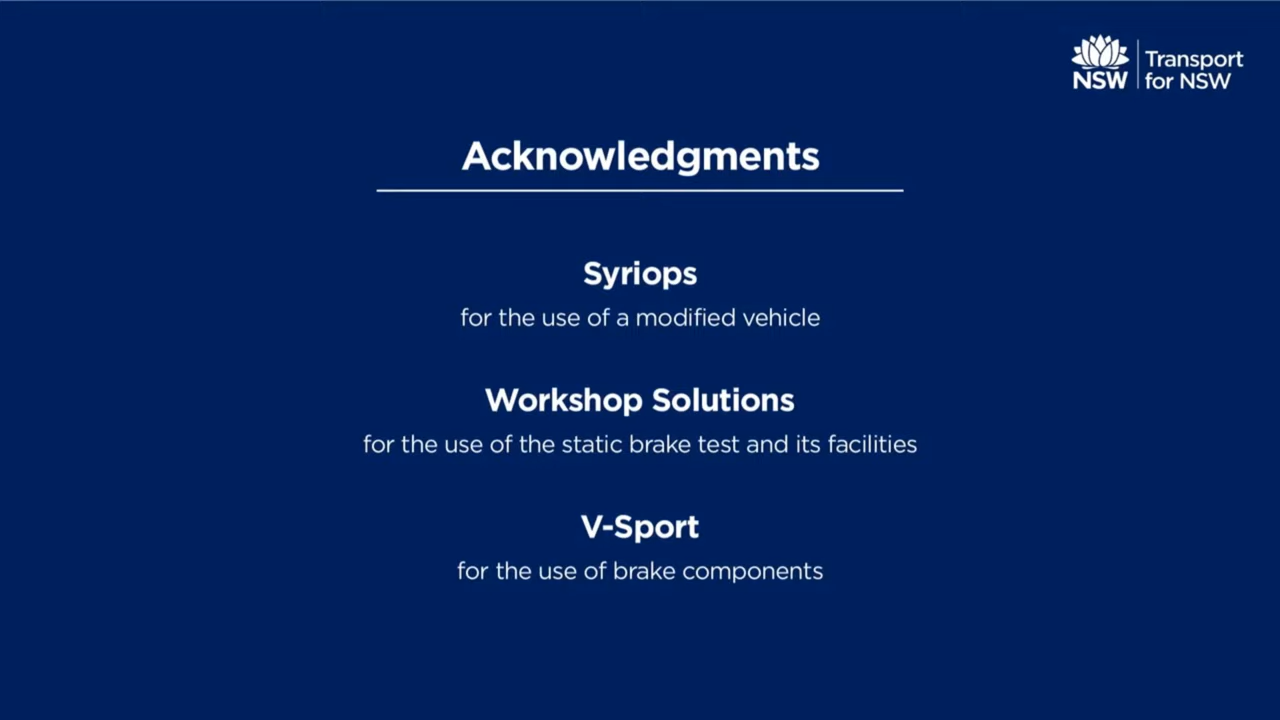 NSW
Transport
for NSW
Acknowledgments
Syriops
for the use of a modified vehicle
Workshop Solutions
for the use of the static brake test and its facilities
V-Sport
for the use of brake components